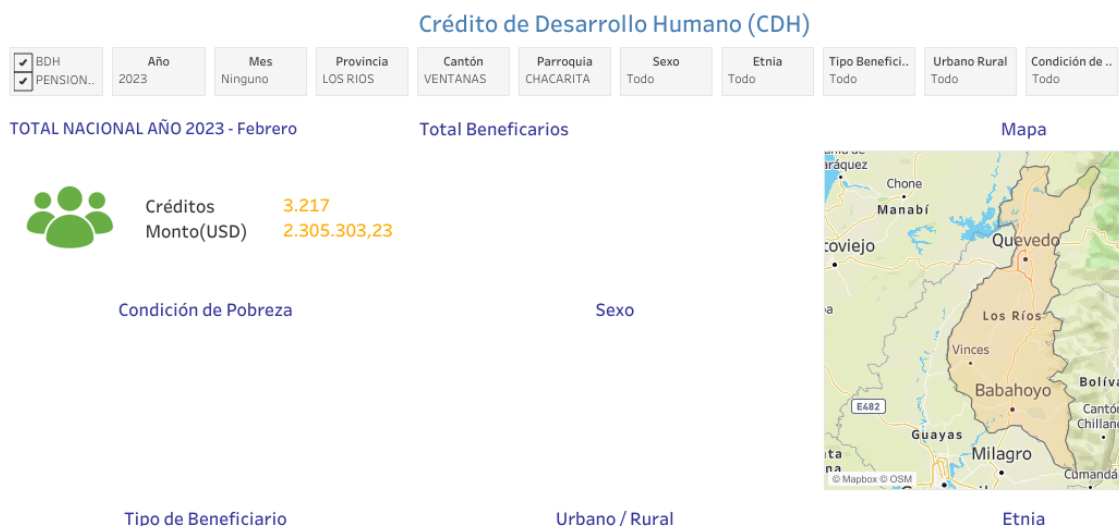 Crédito de Desarrollo Humano (CDH)
BDH
PENSION..
Año
2023
Mes
Ninguno
Provincia
LOS RIOS
Cantón
VENTANAS
Parroquia
CHACARITA
Sexo
Todo
Etnia
Todo
Tipo Benefici..
Todo
Urbano Rural
Todo
Condición de ..
Todo
TOTAL NACIONAL AÑO 2023 - Febrero
Total Beneficarios
Mapa
Créditos 3.217
Monto(USD) 2.305.303,23
Chone
Manabí
Quevedo
Los Ríos
Vinces
Babahoyo
E482
Guayas
Milagro
Cumandá
© Mapbox © OSM
Condición de Pobreza
Sexo
Tipo de Beneficiario
Urbano / Rural
Etnia